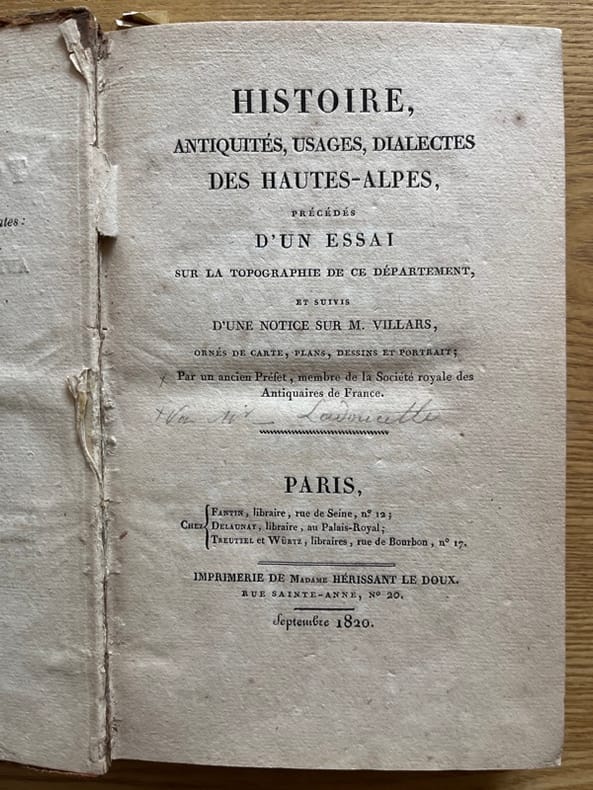 HISTOIRE,
ANTIQUITÉS, USAGES, DIALECTES
DES HAUTES-ALPES,
PRÉCÉDÉS
D'UN ESSAI
SUR LA TOPOGRAPHIE DE CE DÉPARTEMENT,
ET SUIVIS
D'UNE NOTICE SUR M. VILLARS,
ORNÉS DE CARTE, PLANS, DESSINS ET PORTRAIT;
Par un ancien Préfet, membre de la Société royale des
Antiquaires de France.
Ladoucette
PARIS,
CHEZ
FANTIN, libraire, rue de Seine, nº 12;
DELAUNAY, libraire, au Palais-Royal;
TREUTTEL et WÜRTZ, libraires, rue de Bourbon, nº 17.
IMPRIMERIE DE MADAME HÉRISSANT LE DOUX.
RUE SAINTE-ANNE, Nº 20.
Septembre 1820.